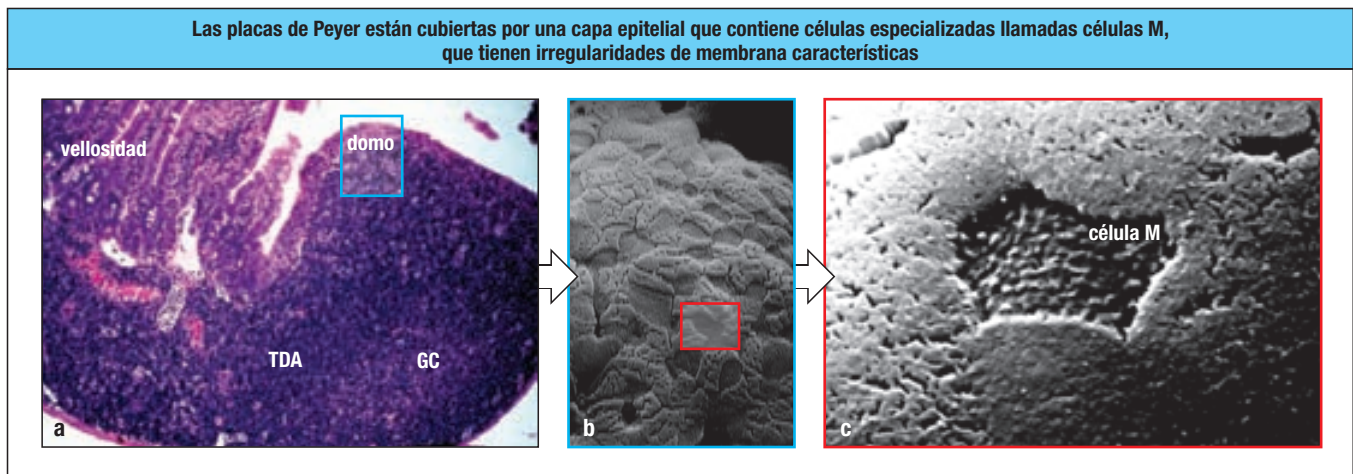 Las placas de Peyer están cubiertas por una capa epitelial que contiene células especializadas llamadas células M,
que tienen irregularidades de membrana características
vellosidad
domo
TDA
GC
a
b
célula M
c